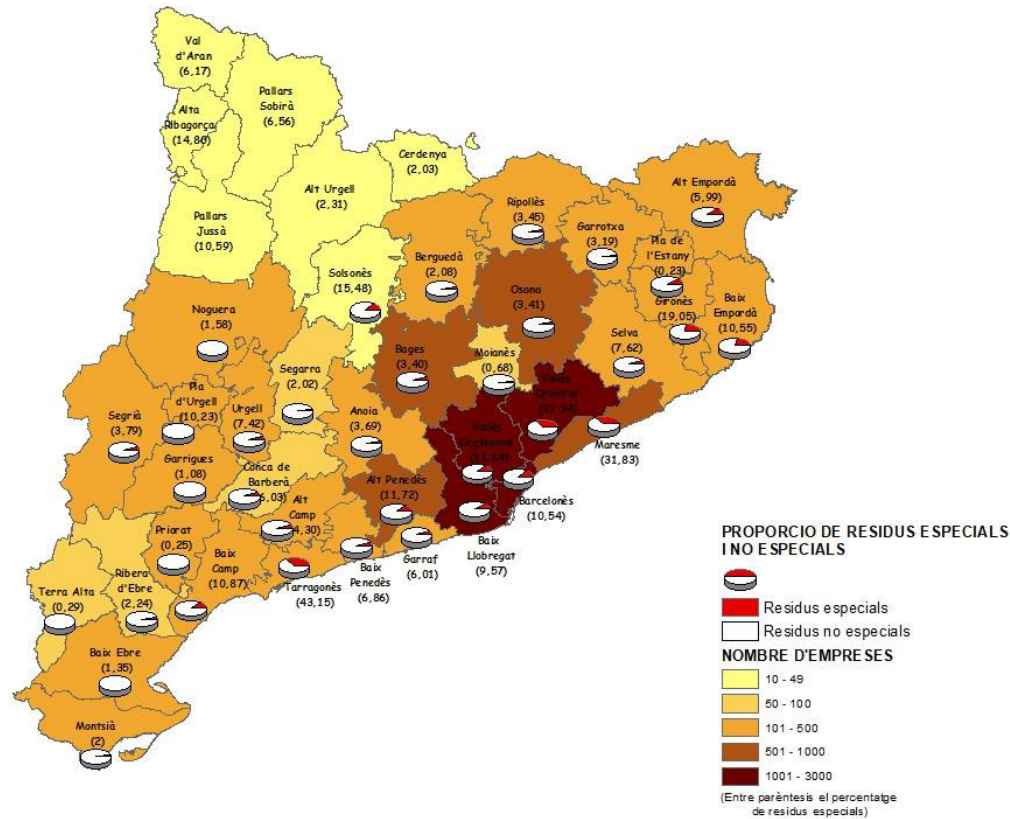 Val
d'Aran
(6,17)
Pallars
Sobirà
(6,56)
Alta
Ribagorça
(14,80)
Cerdenya
(2,03)
Alt Urgell
(2,31)
Pallars
Jussà
(10,59)
Alt Empordà
(5,99)
Ripollès
(3,45)
Garrotxa
(3,19)
Pla de
l'Estany
(0,23)
Berguedà
(2,08)
Solsonès
(15,48)
Osona
(3,41)
Gironès
(19,05)
Baix
Empordà
(10,55)
Noguera
(1,58)
Selva
(7,62)
Bages
(3,40)
Moianès
(0,68)
Segarra
(2,02)
Vallès
Oriental
Pla
d'Urgell
(10,23)
Urgell
(7,42)
Anoia
(3,69)
Segrià
(3,79)
Vallès
Occidental
(11,64)
Maresme
(31,83)
Garrigues
(1,08)
Conca de
Barberà
(6,03)
Alt Penedès
(11,72)
Barcelonès
(10,54)
Alt
Camp
(4,30)
Priorat
(0,25)
Baix
Camp
(10,87)
Baix
Llobregat
(9,57)
Garraf
(6,01)
Baix
Penedès
(6,86)
Tarragonès
(43,15)
Ribera
d'Ebre
(2,24)
Terra Alta
(0,29)
Baix Ebre
(1,35)
Montsià
(2)
PROPORCIO DE RESIDUS ESPECIALS
I NO ESPECIALS
Residus especials
Residus no especials
NOMBRE D'EMPRESES
10 - 49
50 - 100
101 - 500
501 - 1000
1001 - 3000
(Entre parèntesis el percentatge
de residus especials)